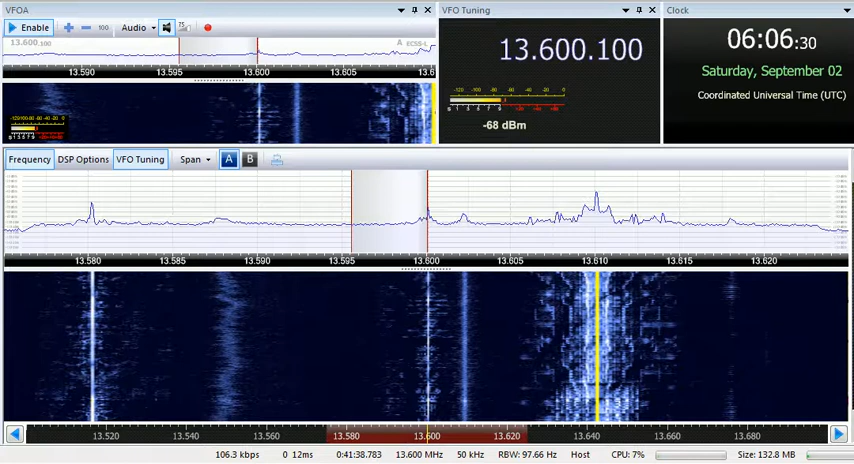 VFOA
Enable
100
Audio
75
13.600.100
A ECSS-L
13.590 13.595 13.600 13.605 13.6
VFO Tuning
13.600.100
-68 dBm
Clock
06:06:30
Saturday, September 02
Coordinated Universal Time (UTC)
Frequency DSP Options VFO Tuning Span A B
13.580 13.585 13.590 13.595 13.600 13.605 13.610 13.615 13.620
13.520 13.540 13.560 13.580 13.600 13.620 13.640 13.660 13.680
106.3 kbps 0 12ms 0:41:38.783 13.600 MHz 50 kHz RBW: 97.66 Hz Host CPU: 7% Size: 132.8 MB